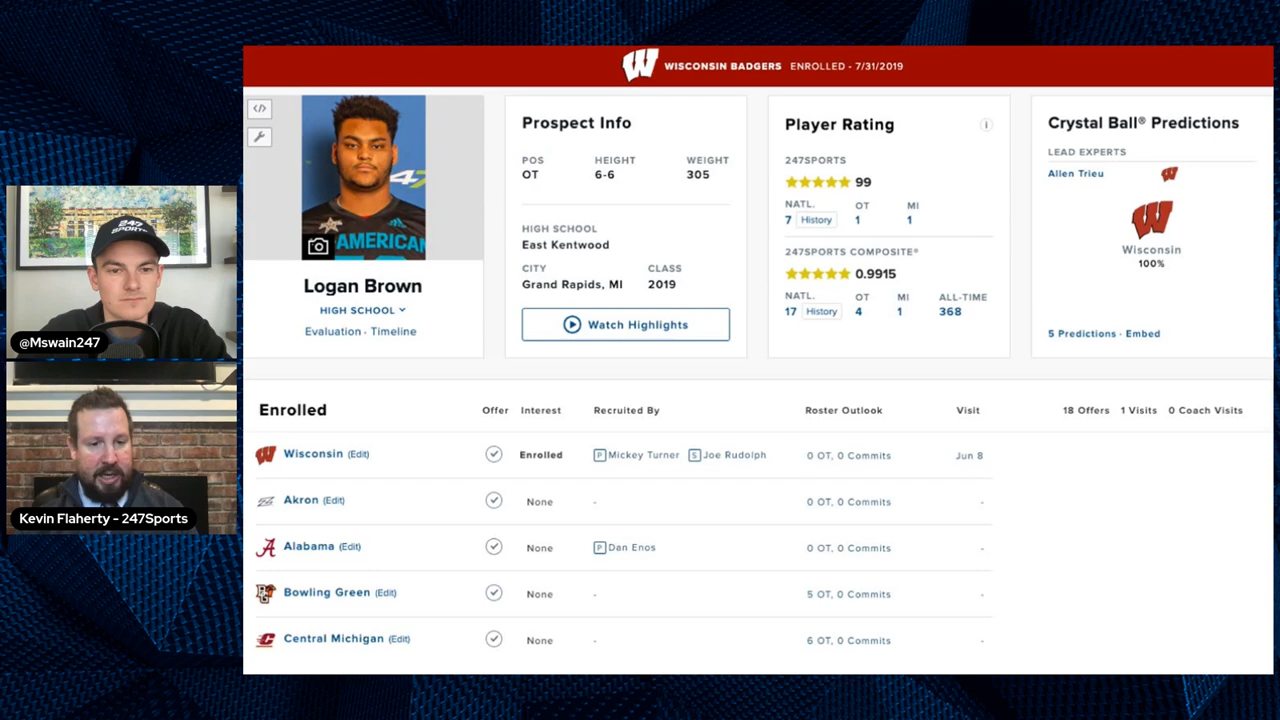 WISCONSIN BADGERS ENROLLED - 7/31/2019
</>
Logan Brown
HIGH SCHOOL
Evaluation · Timeline
AMERICAN
Prospect Info
POS HEIGHT WEIGHT
OT 6-6 305
HIGH SCHOOL
East Kentwood
CITY CLASS
Grand Rapids, MI 2019
Watch Highlights
Player Rating
247SPORTS
99
NATL. OT MI
7 History 1 1
247SPORTS COMPOSITE®
0.9915
NATL. OT MI ALL-TIME
17 History 4 1 368
Crystal Ball® Predictions
LEAD EXPERTS
Allen Trieu
Wisconsin
100%
5 Predictions · Embed
247
SPORTS
@Mswain247
Kevin Flaherty - 247Sports
Enrolled Offer Interest Recruited By Roster Outlook Visit 18 Offers 1 Visits 0 Coach Visits
Wisconsin (Edit) Enrolled P Mickey Turner S Joe Rudolph 0 OT, 0 Commits Jun 8
Akron (Edit) None - 0 OT, 0 Commits -
Alabama (Edit) None P Dan Enos 0 OT, 0 Commits -
Bowling Green (Edit) None - 5 OT, 0 Commits -
Central Michigan (Edit) None - 6 OT, 0 Commits -